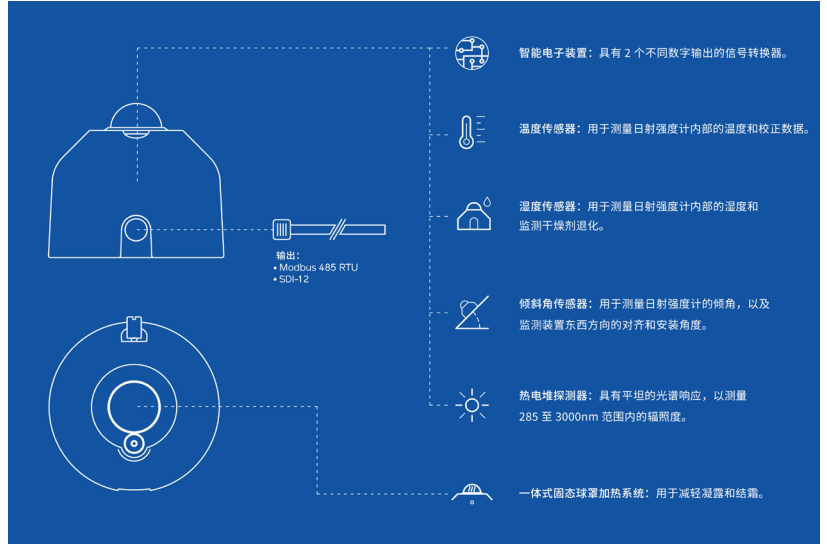 智能电子装置：具有 2 个不同数字输出的信号转换器。
温度传感器：用于测量日射强度计内部的温度和校正数据。
湿度传感器：用于测量日射强度计内部的湿度和
监测干燥剂退化。
输出：
• Modbus 485 RTU
• SDI-12
倾斜角传感器：用于测量日射强度计的倾角，以及
监测装置东西方向的对齐和安装角度。
热电堆探测器：具有平坦的光谱响应，以测量
285 至 3000nm 范围内的辐照度。
一体式固态球罩加热系统：用于减轻凝露和结霜。